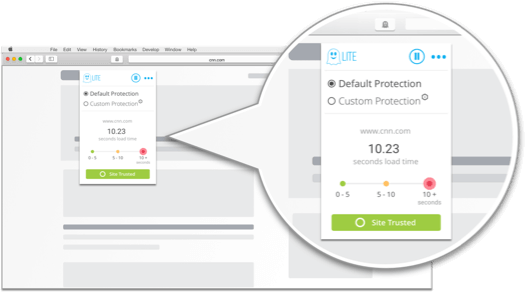 File Edit View History Bookmarks Develop Window Help
cnn.com
LITE
Default Protection
Custom Protection
www.cnn.com
10.23
seconds load time
0 - 5 5 - 10 10 +
seconds
Site Trusted
LITE
Default Protection
Custom Protection
www.cnn.com
10.23
seconds load time
0 - 5 5 - 10 10 +
seconds
Site Trusted